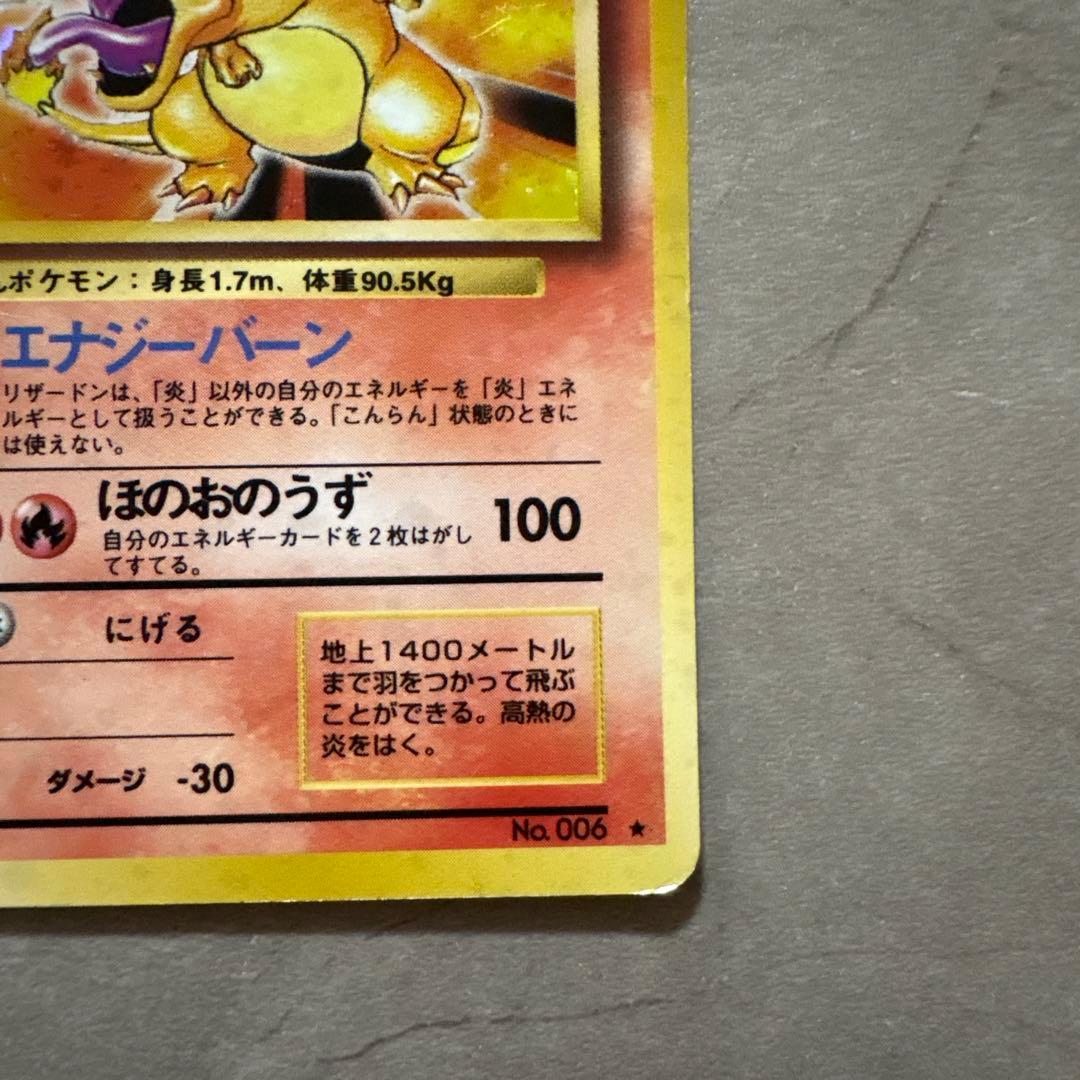 ポケモン：身長1.7m、体重90.5Kg
エナジーバーン
リザードンは、「炎」以外の自分のエネルギーを「炎」エネ
ルギーとして扱うことができる。「こんらん」状態のときに
は使えない。
ほのおのうず 100
自分のエネルギーカードを2枚はがし
てすてる。
にげる
地上1400メートル
まで羽をつかって飛ぶ
ことができる。高熱の
炎をはく。
ダメージ -30
No.006 ★